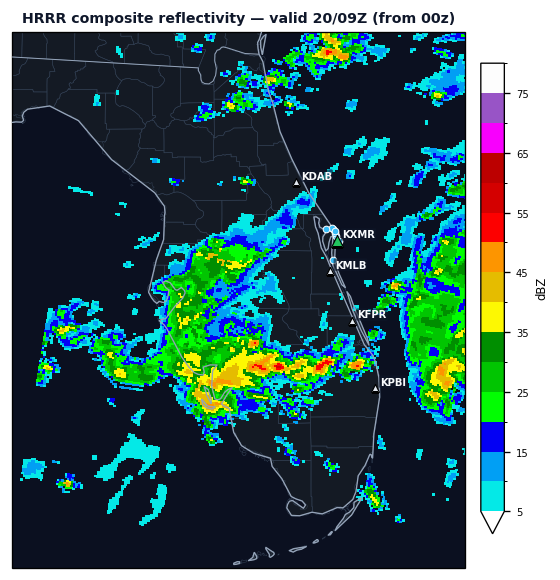 HRRR composite reflectivity — valid 20/09Z (from 00z)
KDAB
KXMR
KMLB
KFPR
KPBI
75
65
55
45
35
25
15
5
dBZ